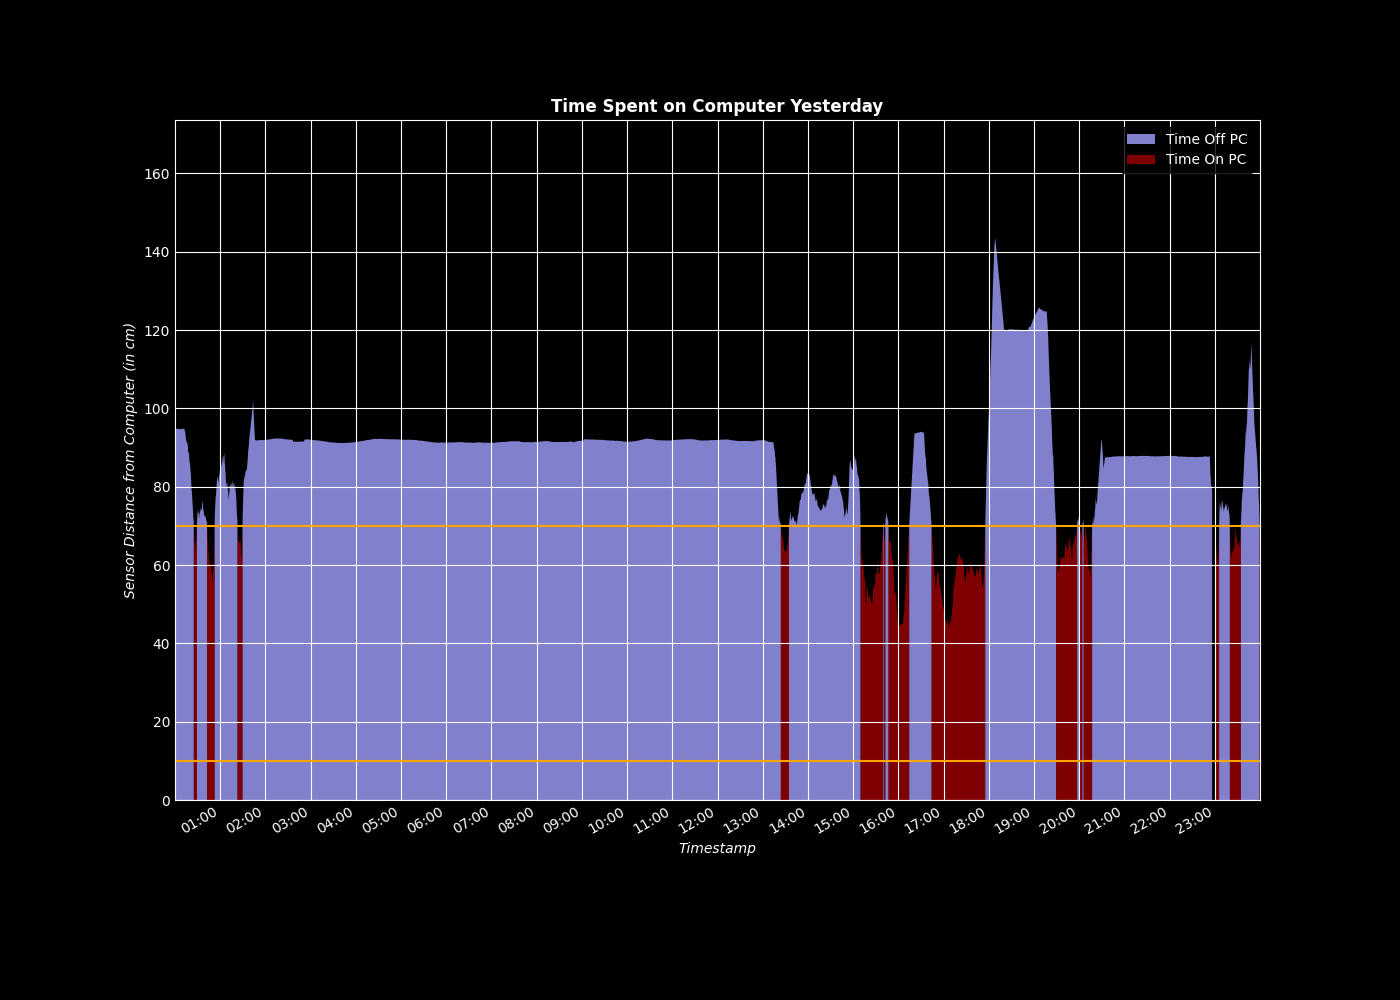 Time Spent on Computer Yesterday
Time Off PC
Time On PC
160
140
120
100
80
60
40
20
0
Sensor Distance from Computer (in cm)
01:00 02:00 03:00 04:00 05:00 06:00 07:00 08:00 09:00 10:00 11:00 12:00 13:00 14:00 15:00 16:00 17:00 18:00 19:00 20:00 21:00 22:00 23:00
Timestamp